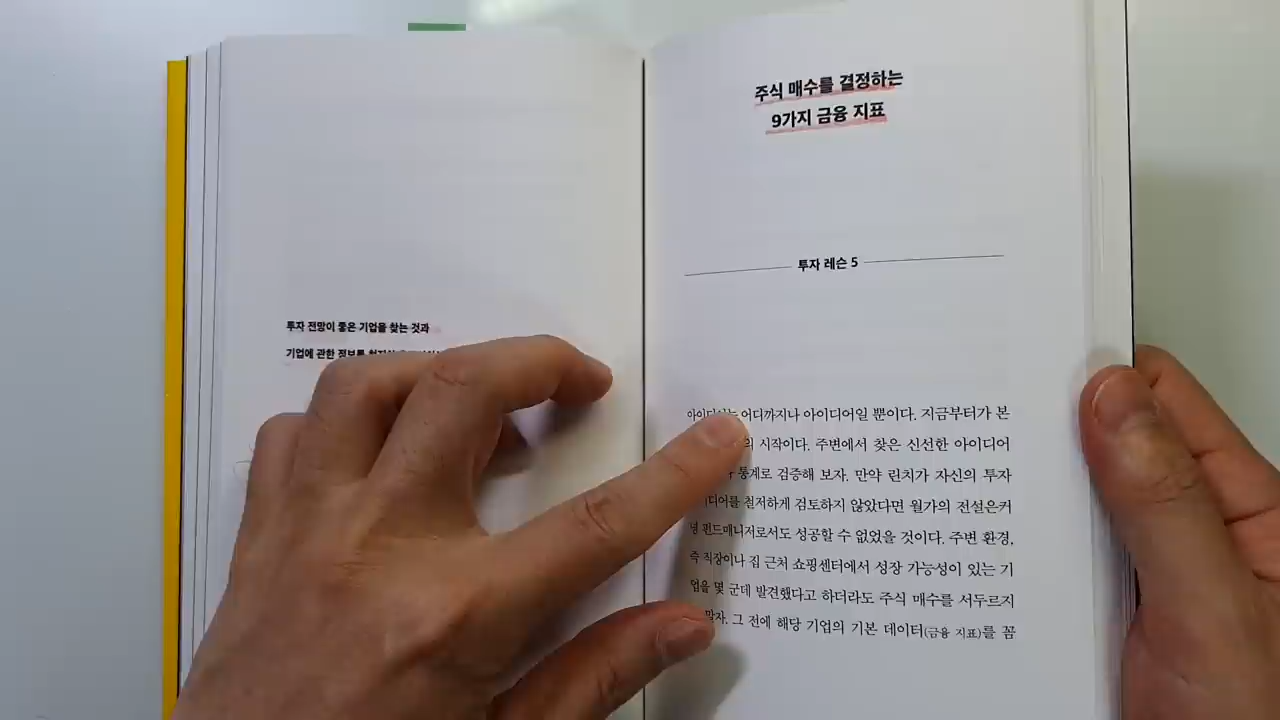 투자 전망이 좋은 기업을 찾는 것과
기업에 관한
주식 매수를 결정하는
9가지 금융 지표
투자 레슨 5
어디까지나 아이디어일 뿐이다. 지금부터가 본
시작이다. 주변에서 찾은 신선한 아이디어
통계로 검증해 보자. 만약 린치가 자신의 투자
철저하게 검토하지 않았다면 월가의 전설은커
녕 펀드매니저로서도 성공할 수 없었을 것이다. 주변 환경,
즉 직장이나 집 근처 쇼핑센터에서 성장 가능성이 있는 기
업을 몇 군데 발견했다고 하더라도 주식 매수를 서두르지
말자. 그 전에 해당 기업의 기본 데이터(금융 지표)를 꼼